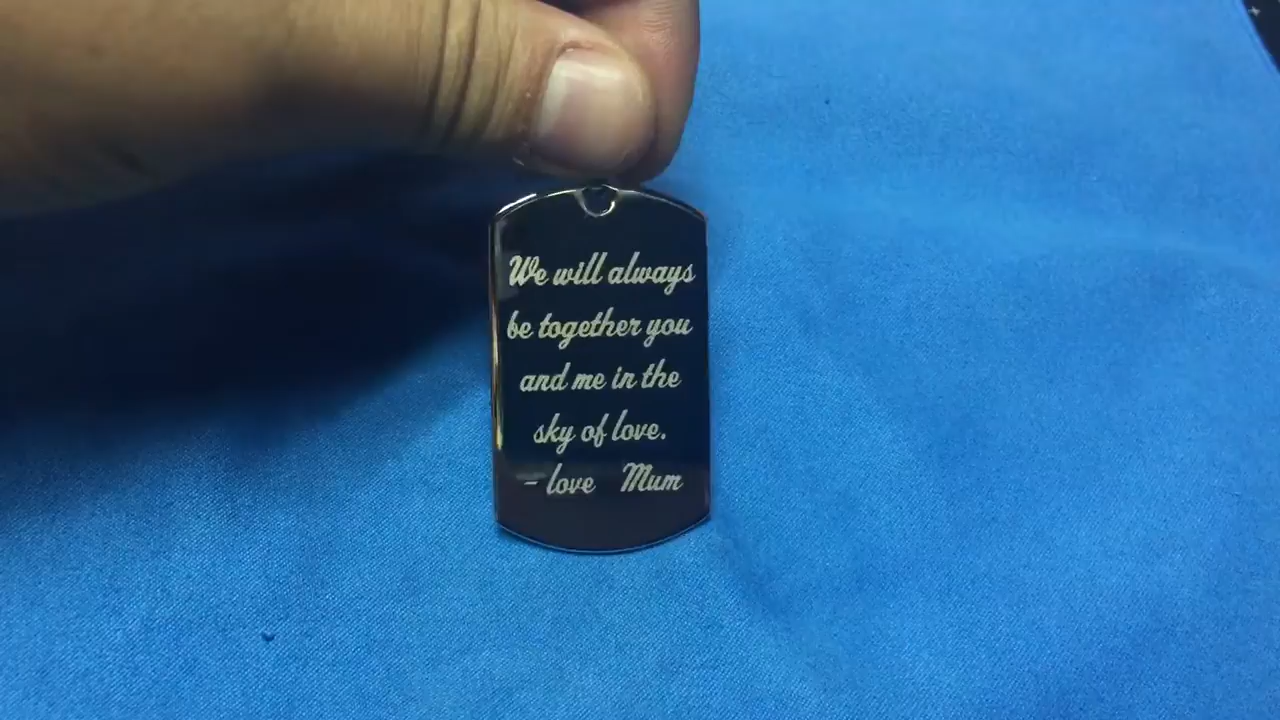 We will always
be together you
and me in the
sky of love.
- love Mum